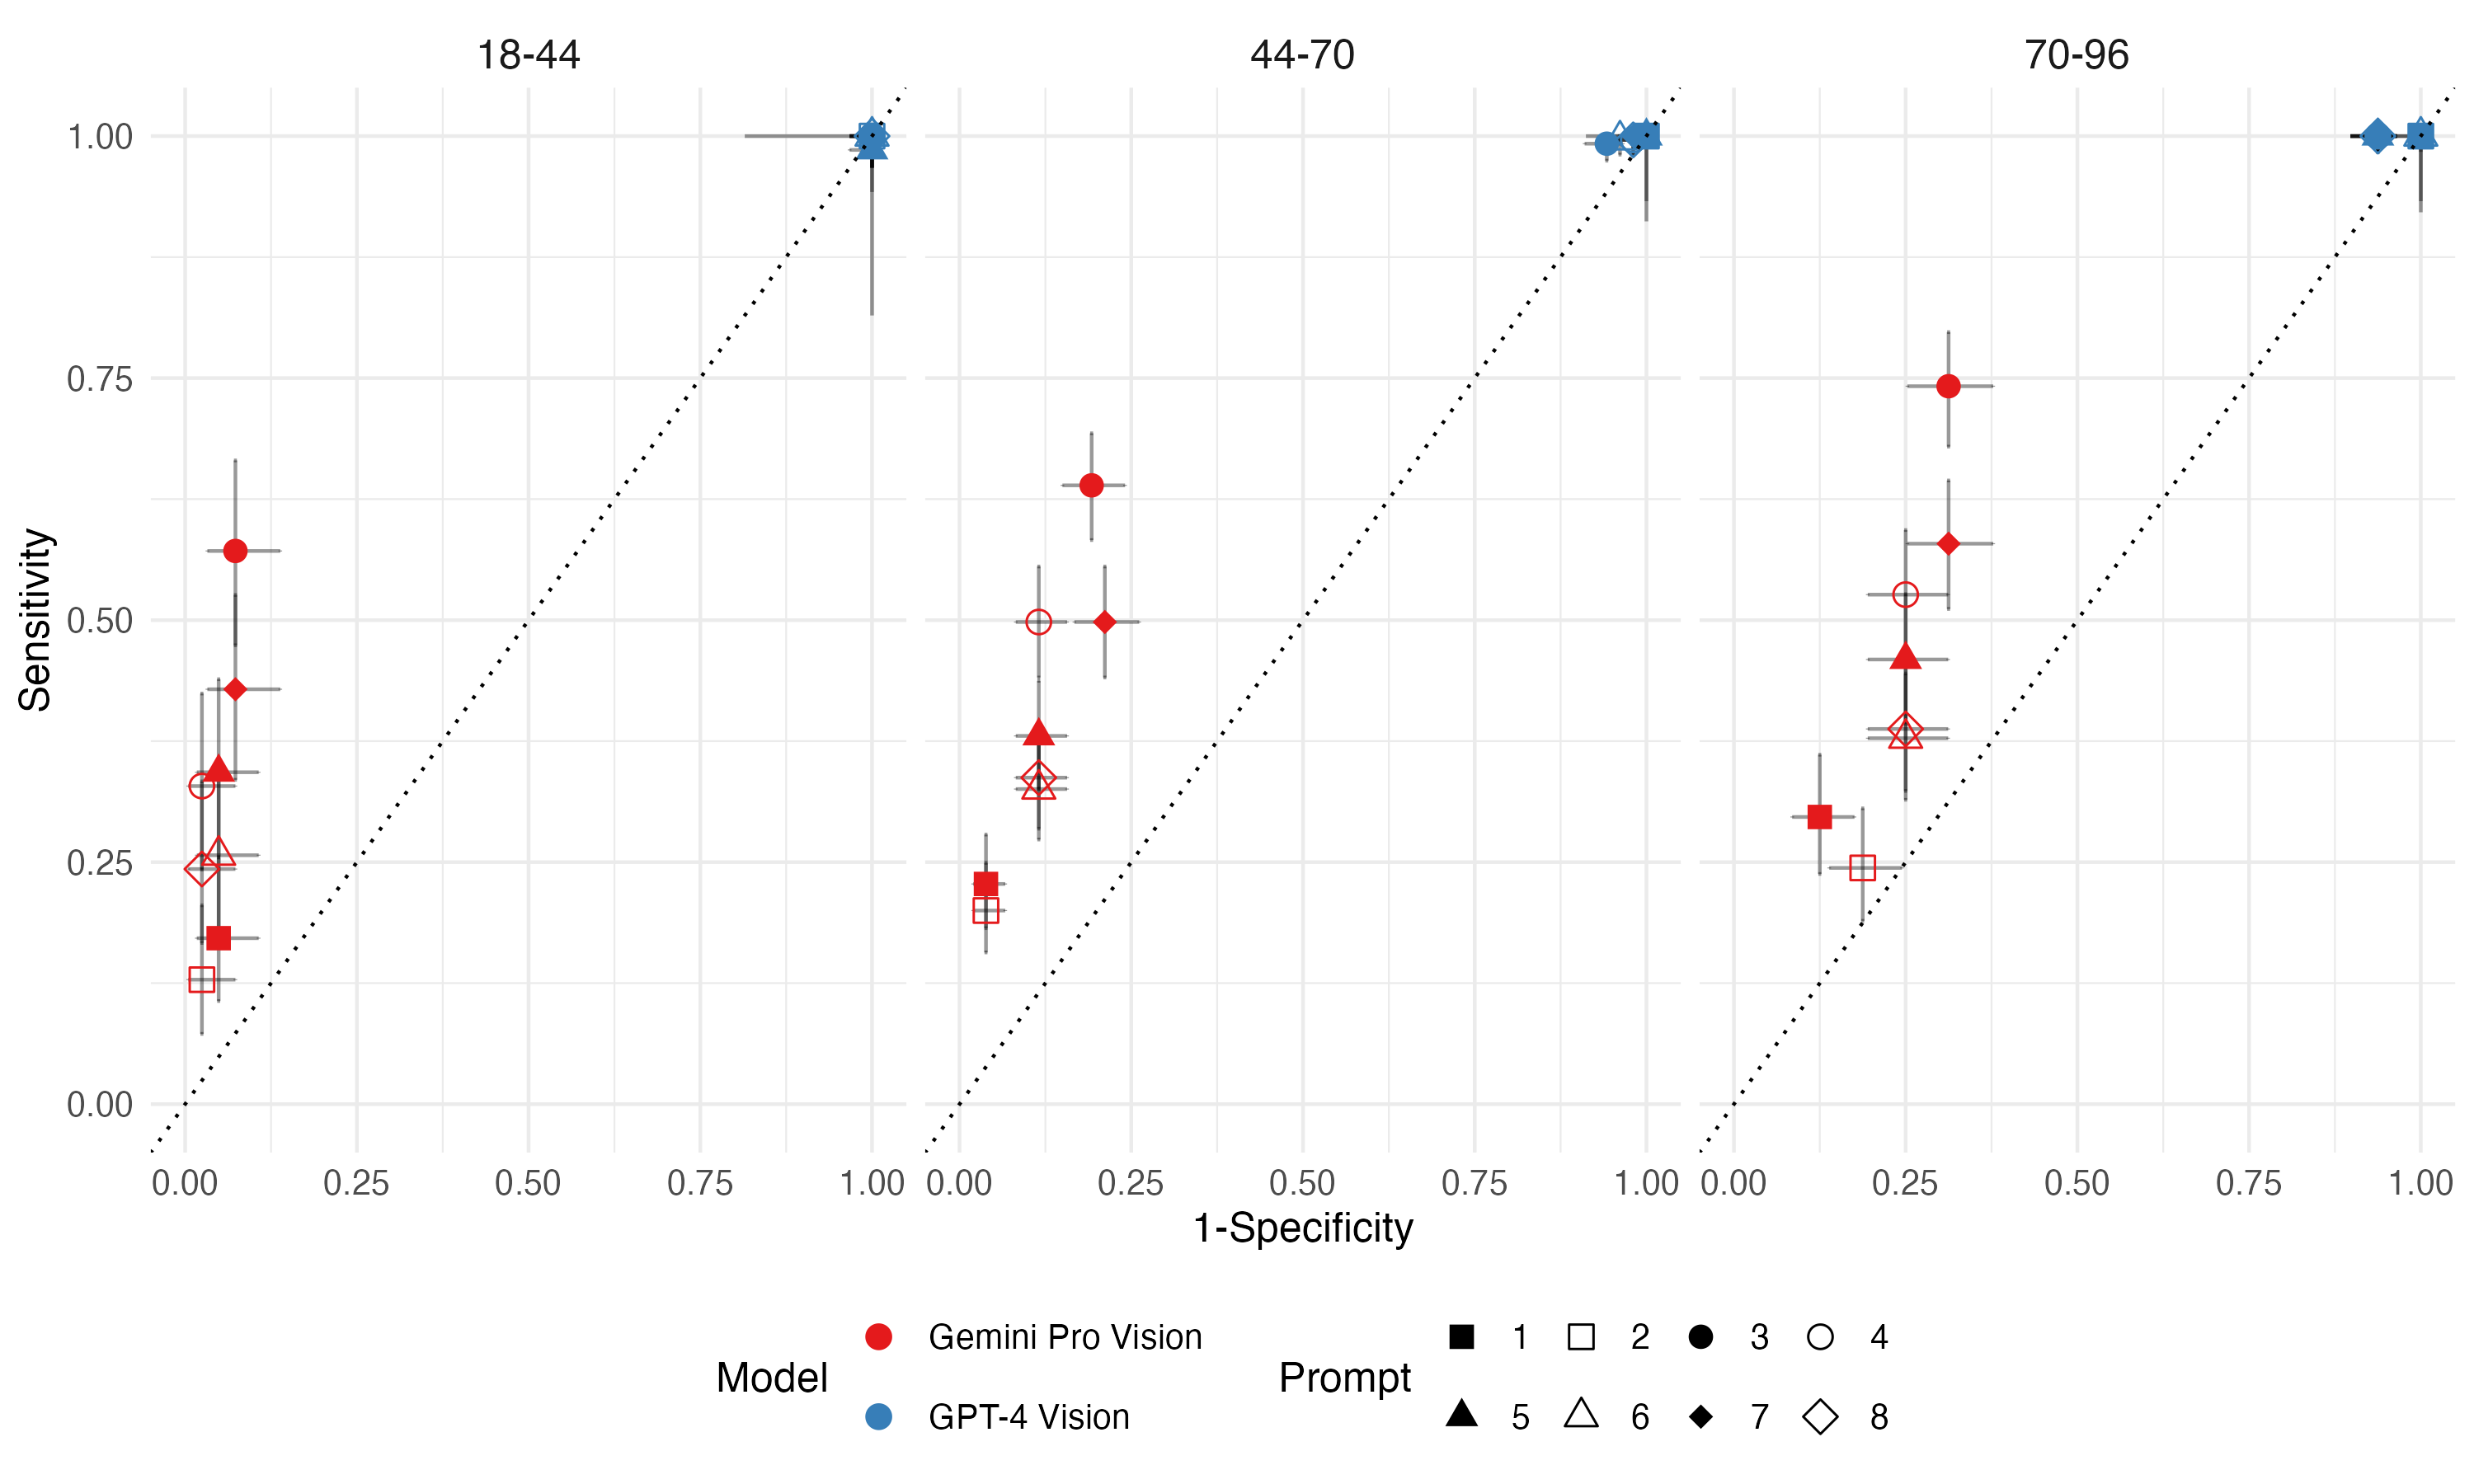 18-44 44-70 70-96
1.00
0.75
0.50
0.25
0.00
Sensitivity
0.00 0.25 0.50 0.75 1.00 0.00 0.25 0.50 0.75 1.00 0.00 0.25 0.50 0.75 1.00
1-Specificity
Model
Gemini Pro Vision
GPT-4 Vision
Prompt
1 2 3 4
5 6 7 8